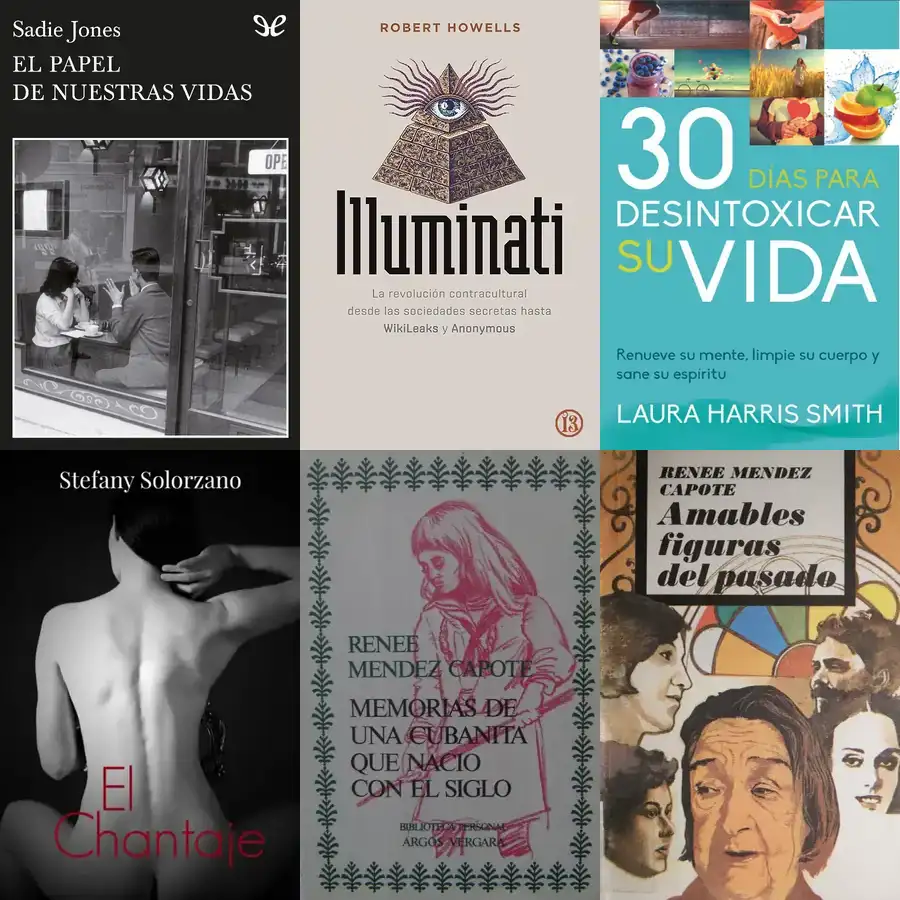 Sadie Jones
EL PAPEL
DE NUESTRAS VIDAS
OPE
ROBERT HOWELLS
Illuminati
La revolución contracultural
desde las sociedades secretas hasta
WikiLeaks y Anonymous
13
30
DÍAS PARA
DESINTOXICAR
SU VIDA
Renueve su mente, limpie su cuerpo y
sane su espíritu
LAURA HARRIS SMITH
Stefany Solorzano
El
Chantaje
RENEE
MENDEZ CAPOTE
MEMORIAS DE
UNA CUBANITA
QUE NACIO
CON EL SIGLO
BIBLIOTECA PERSONAL
ARGOS VERGARA
RENEE MENDEZ
CAPOTE
Amables
figuras
del pasado